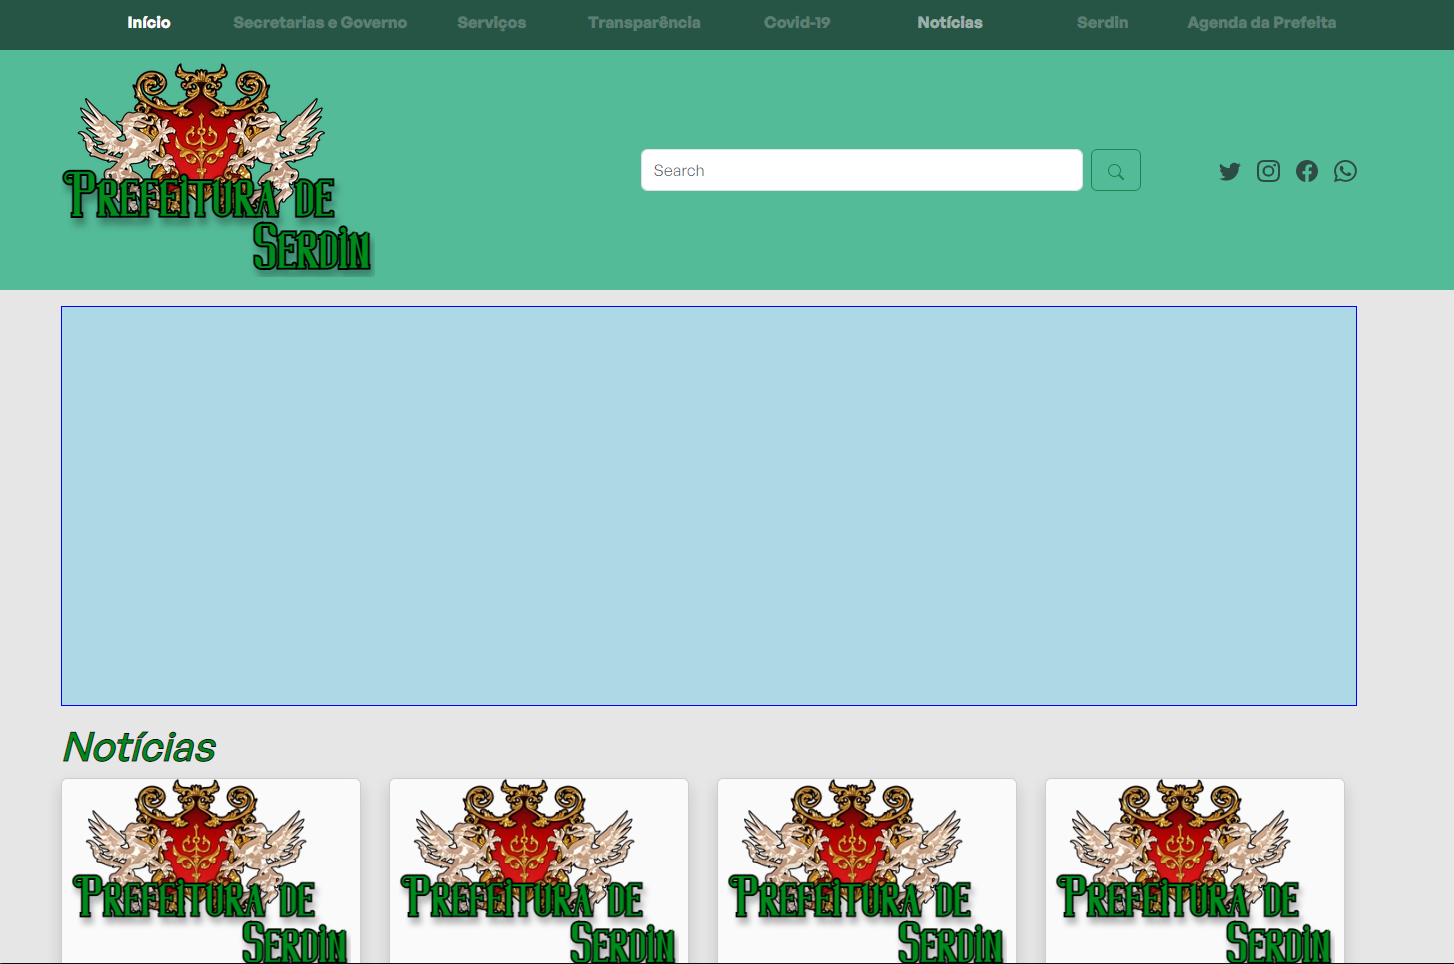 Início Secretarias e Governo Serviços Transparência Covid-19 Notícias Serdin Agenda da Prefeita
PREFEITURA DE
SERDIN
Search
Notícias
PREFEITURA DE
SERDIN
PREFEITURA DE
SERDIN
PREFEITURA DE
SERDIN
PREFEITURA DE
SERDIN